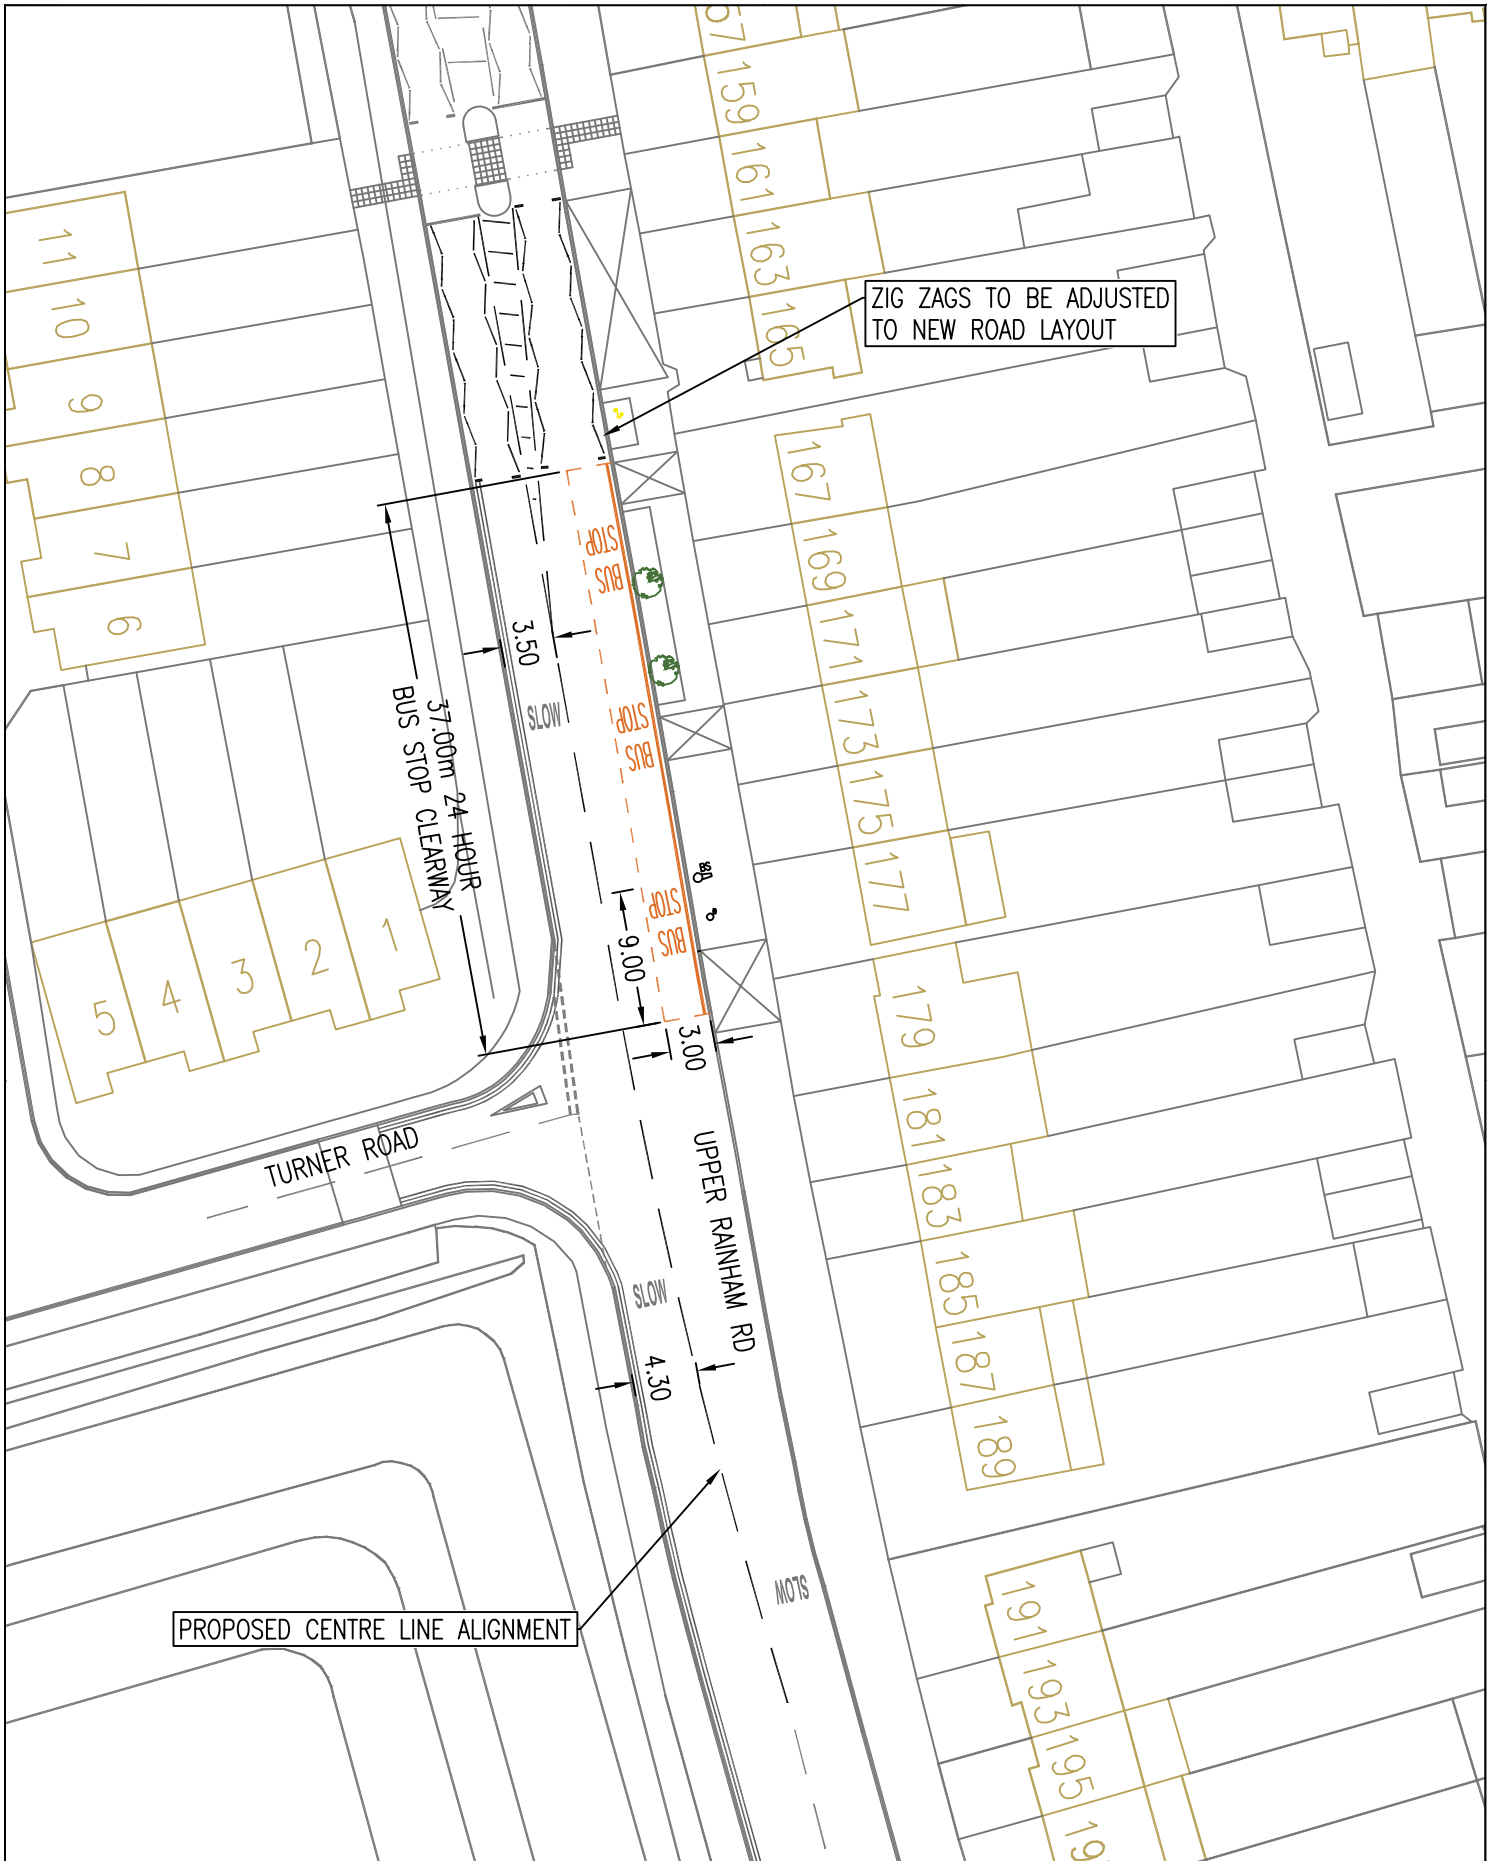 57
159
161
163
165
ZIG ZAGS TO BE ADJUSTED
TO NEW ROAD LAYOUT
167
169
171
173
175
177
179
181
183
185
187
189
191
193
195
19
11
10
9
8
7
6
5
4
3
2
1
BUS
STOP
BUS
STOP
BUS
STOP
3.50
SLOW
37.00m 24 HOUR
BUS STOP CLEARWAY
BS
9.00
3.00
TURNER ROAD
UPPER RAINHAM RD
SLOW
4.30
SLOW
PROPOSED CENTRE LINE ALIGNMENT